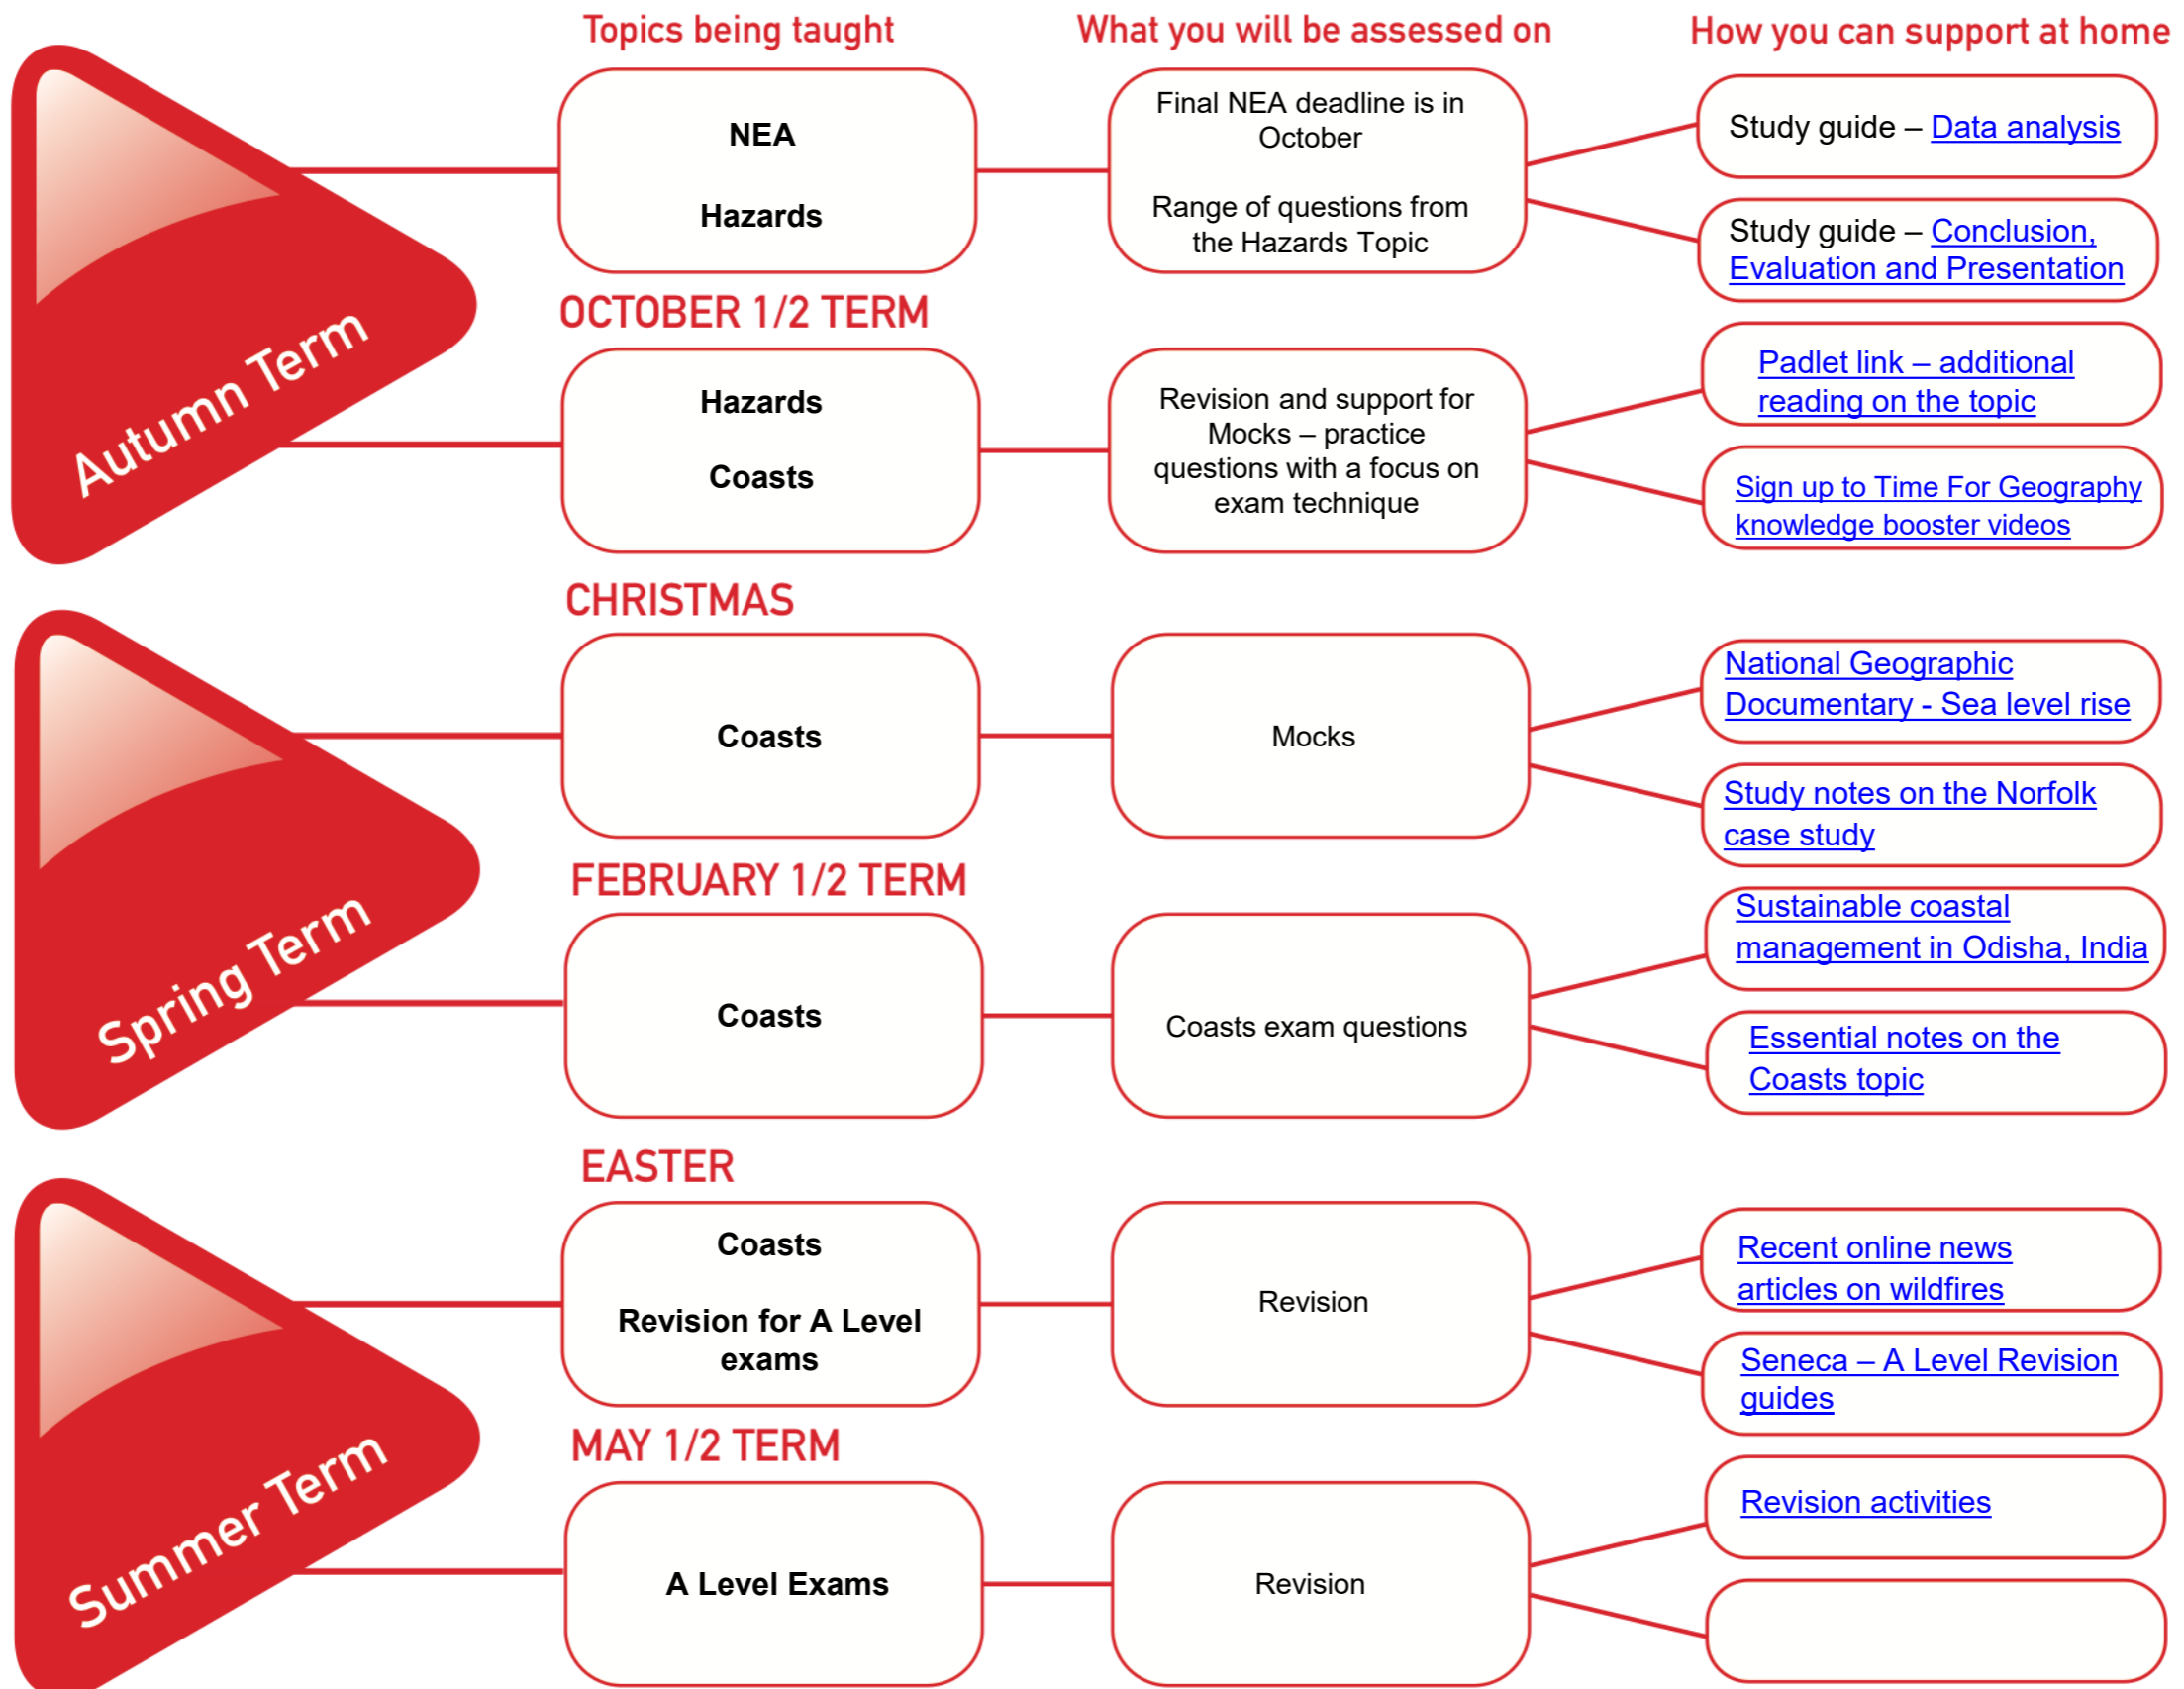 Topics being taught
What you will be assessed on
How you can support at home
Autumn Term
NEA
Hazards
Final NEA deadline is in
October
Range of questions from
the Hazards Topic
Study guide – Data analysis
Study guide – Conclusion,
Evaluation and Presentation
OCTOBER 1/2 TERM
Hazards
Coasts
Revision and support for
Mocks – practice
questions with a focus on
exam technique
Padlet link – additional
reading on the topic
Sign up to Time For Geography
knowledge booster videos
CHRISTMAS
Spring Term
Coasts
Mocks
National Geographic
Documentary - Sea level rise
Study notes on the Norfolk
case study
FEBRUARY 1/2 TERM
Coasts
Coasts exam questions
Sustainable coastal
management in Odisha, India
Essential notes on the
Coasts topic
EASTER
Summer Term
Coasts
Revision for A Level
exams
Revision
Recent online news
articles on wildfires
Seneca – A Level Revision
guides
MAY 1/2 TERM
A Level Exams
Revision
Revision activities